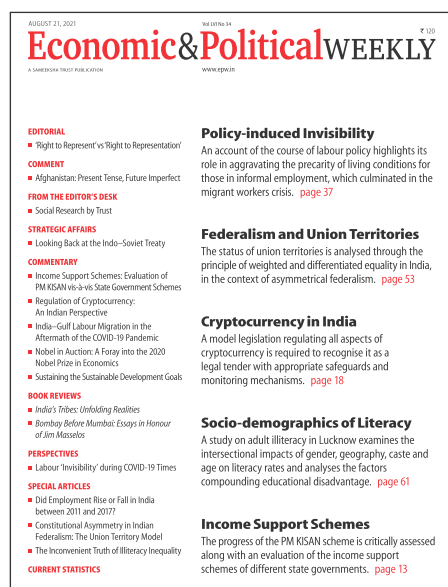 AUGUST 21, 2021
Vol LVI No 34
₹ 120
Economic&PoliticalWEEKLY
A SAMEEKSHA TRUST PUBLICATION
www.epw.in
EDITORIAL
'Right to Represent' vs 'Right to Representation'
COMMENT
Afghanistan: Present Tense, Future Imperfect
FROM THE EDITOR'S DESK
Social Research by Trust
STRATEGIC AFFAIRS
Looking Back at the Indo–Soviet Treaty
COMMENTARY
Income Support Schemes: Evaluation of
PM KISAN vis-à-vis State Government Schemes
Regulation of Cryptocurrency:
An Indian Perspective
India–Gulf Labour Migration in the
Aftermath of the COVID-19 Pandemic
Nobel in Auction: A Foray into the 2020
Nobel Prize in Economics
Sustaining the Sustainable Development Goals
BOOK REVIEWS
India's Tribes: Unfolding Realities
Bombay Before Mumbai: Essays in Honour
of Jim Masselos
PERSPECTIVES
Labour 'Invisibility' during COVID-19 Times
SPECIAL ARTICLES
Did Employment Rise or Fall in India
between 2011 and 2017?
Constitutional Asymmetry in Indian
Federalism: The Union Territory Model
The Inconvenient Truth of Illiteracy Inequality
CURRENT STATISTICS
Policy-induced Invisibility
An account of the course of labour policy highlights its
role in aggravating the precarity of living conditions for
those in informal employment, which culminated in the
migrant workers crisis. page 37
Federalism and Union Territories
The status of union territories is analysed through the
principle of weighted and differentiated equality in India,
in the context of asymmetrical federalism. page 53
Cryptocurrency in India
A model legislation regulating all aspects of
cryptocurrency is required to recognise it as a
legal tender with appropriate safeguards and
monitoring mechanisms. page 18
Socio-demographics of Literacy
A study on adult illiteracy in Lucknow examines the
intersectional impacts of gender, geography, caste and
age on literacy rates and analyses the factors
compounding educational disadvantage. page 61
Income Support Schemes
The progress of the PM KISAN scheme is critically assessed
along with an evaluation of the income support
schemes of different state governments. page 13